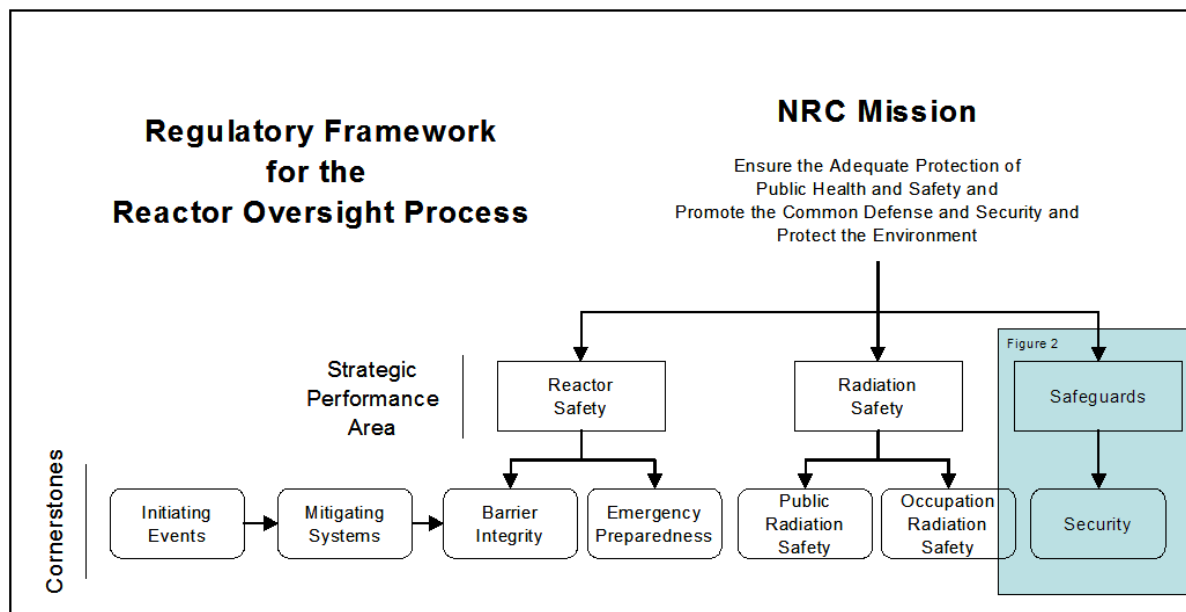 Regulatory Framework
for the
Reactor Oversight Process
NRC Mission
Ensure the Adequate Protection of
Public Health and Safety and
Promote the Common Defense and Security and
Protect the Environment
Figure 2
Strategic
Performance
Area
Reactor
Safety
Radiation
Safety
Safeguards
Cornerstones
Initiating
Events
Mitigating
Systems
Barrier
Integrity
Emergency
Preparedness
Public
Radiation
Safety
Occupation
Radiation
Safety
Security